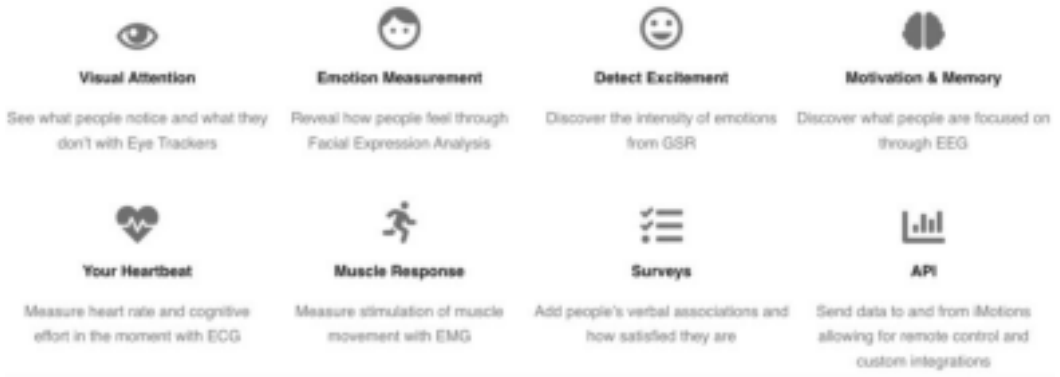 Visual Attention
See what people notice and what they
don't with Eye Trackers
Emotion Measurement
Reveal how people feel through
Facial Expression Analysis
Detect Excitement
Discover the intensity of emotions
from GSR
Motivation & Memory
Discover what people are focused on
through EEG
Your Heartbeat
Measure heart rate and cognitive
effort in the moment with ECG
Muscle Response
Measure stimulation of muscle
movement with EMG
Surveys
Add people's verbal associations and
how satisfied they are
API
Send data to and from iMotions
allowing for remote control and
custom integrations